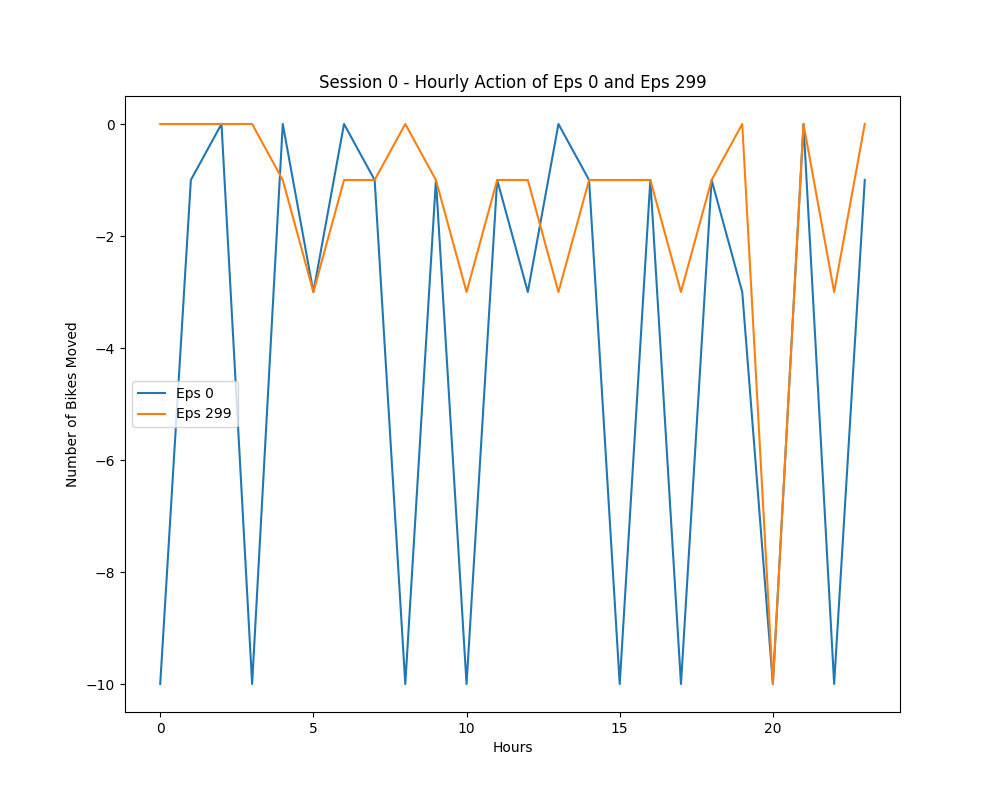 Session 0 - Hourly Action of Eps 0 and Eps 299
Number of Bikes Moved
0
−2
−4
−6
−8
−10
Eps 0
Eps 299
0
5
10
15
20
Hours